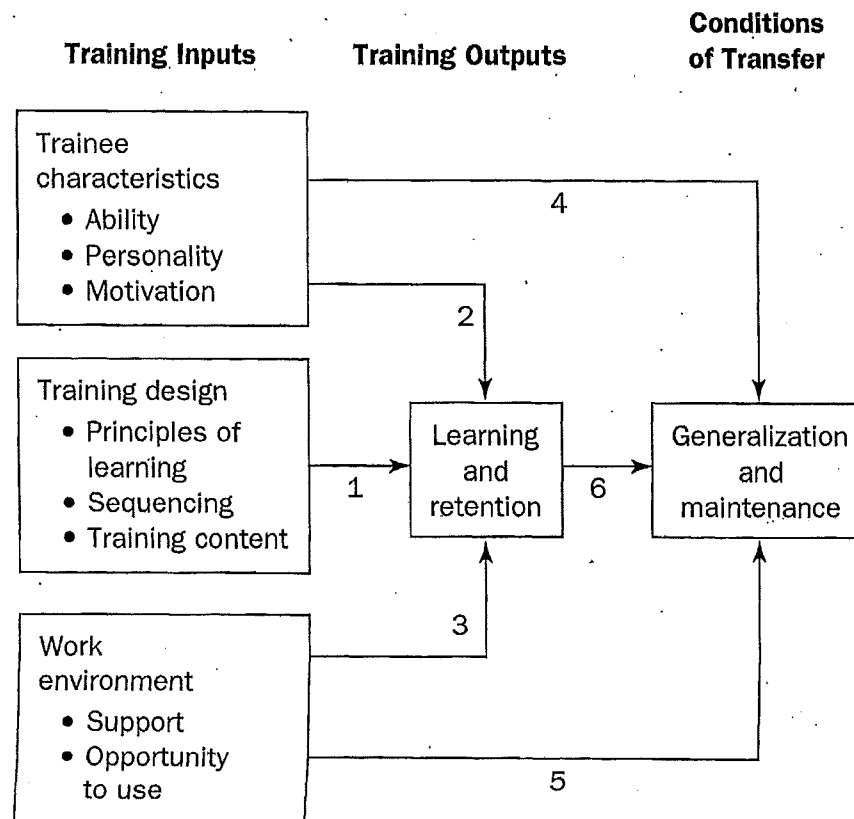 Training Inputs
Training Outputs
Conditions
of Transfer
Trainee
characteristics
• Ability
• Personality
• Motivation
4
2
Training design
• Principles of
learning
• Sequencing
• Training content
1
Learning
and
retention
6
Generalization
and
maintenance
3
Work
environment
• Support
• Opportunity
to use
5